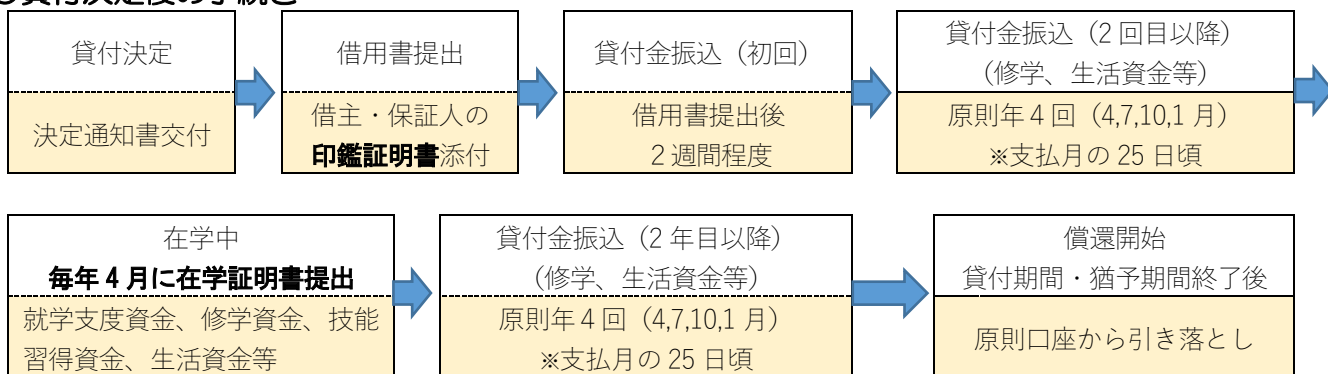 貸付決定後の手続き
貸付決定
決定通知書交付
借用書提出
借主・保証人の
印鑑証明書添付
貸付金振込（初回）
借用書提出後
２週間程度
貸付金振込（2 回目以降）
（修学、生活資金等）
原則年４回（4,7,10,1 月）
※支払月の 25 日頃
在学中
毎年４月に在学証明書提出
就学支度資金、修学資金、技能
習得資金、生活資金等
貸付金振込（2 年目以降）
（修学、生活資金等）
原則年４回（4,7,10,1 月）
※支払月の 25 日頃
償還開始
貸付期間・猶予期間終了後
原則口座から引き落とし